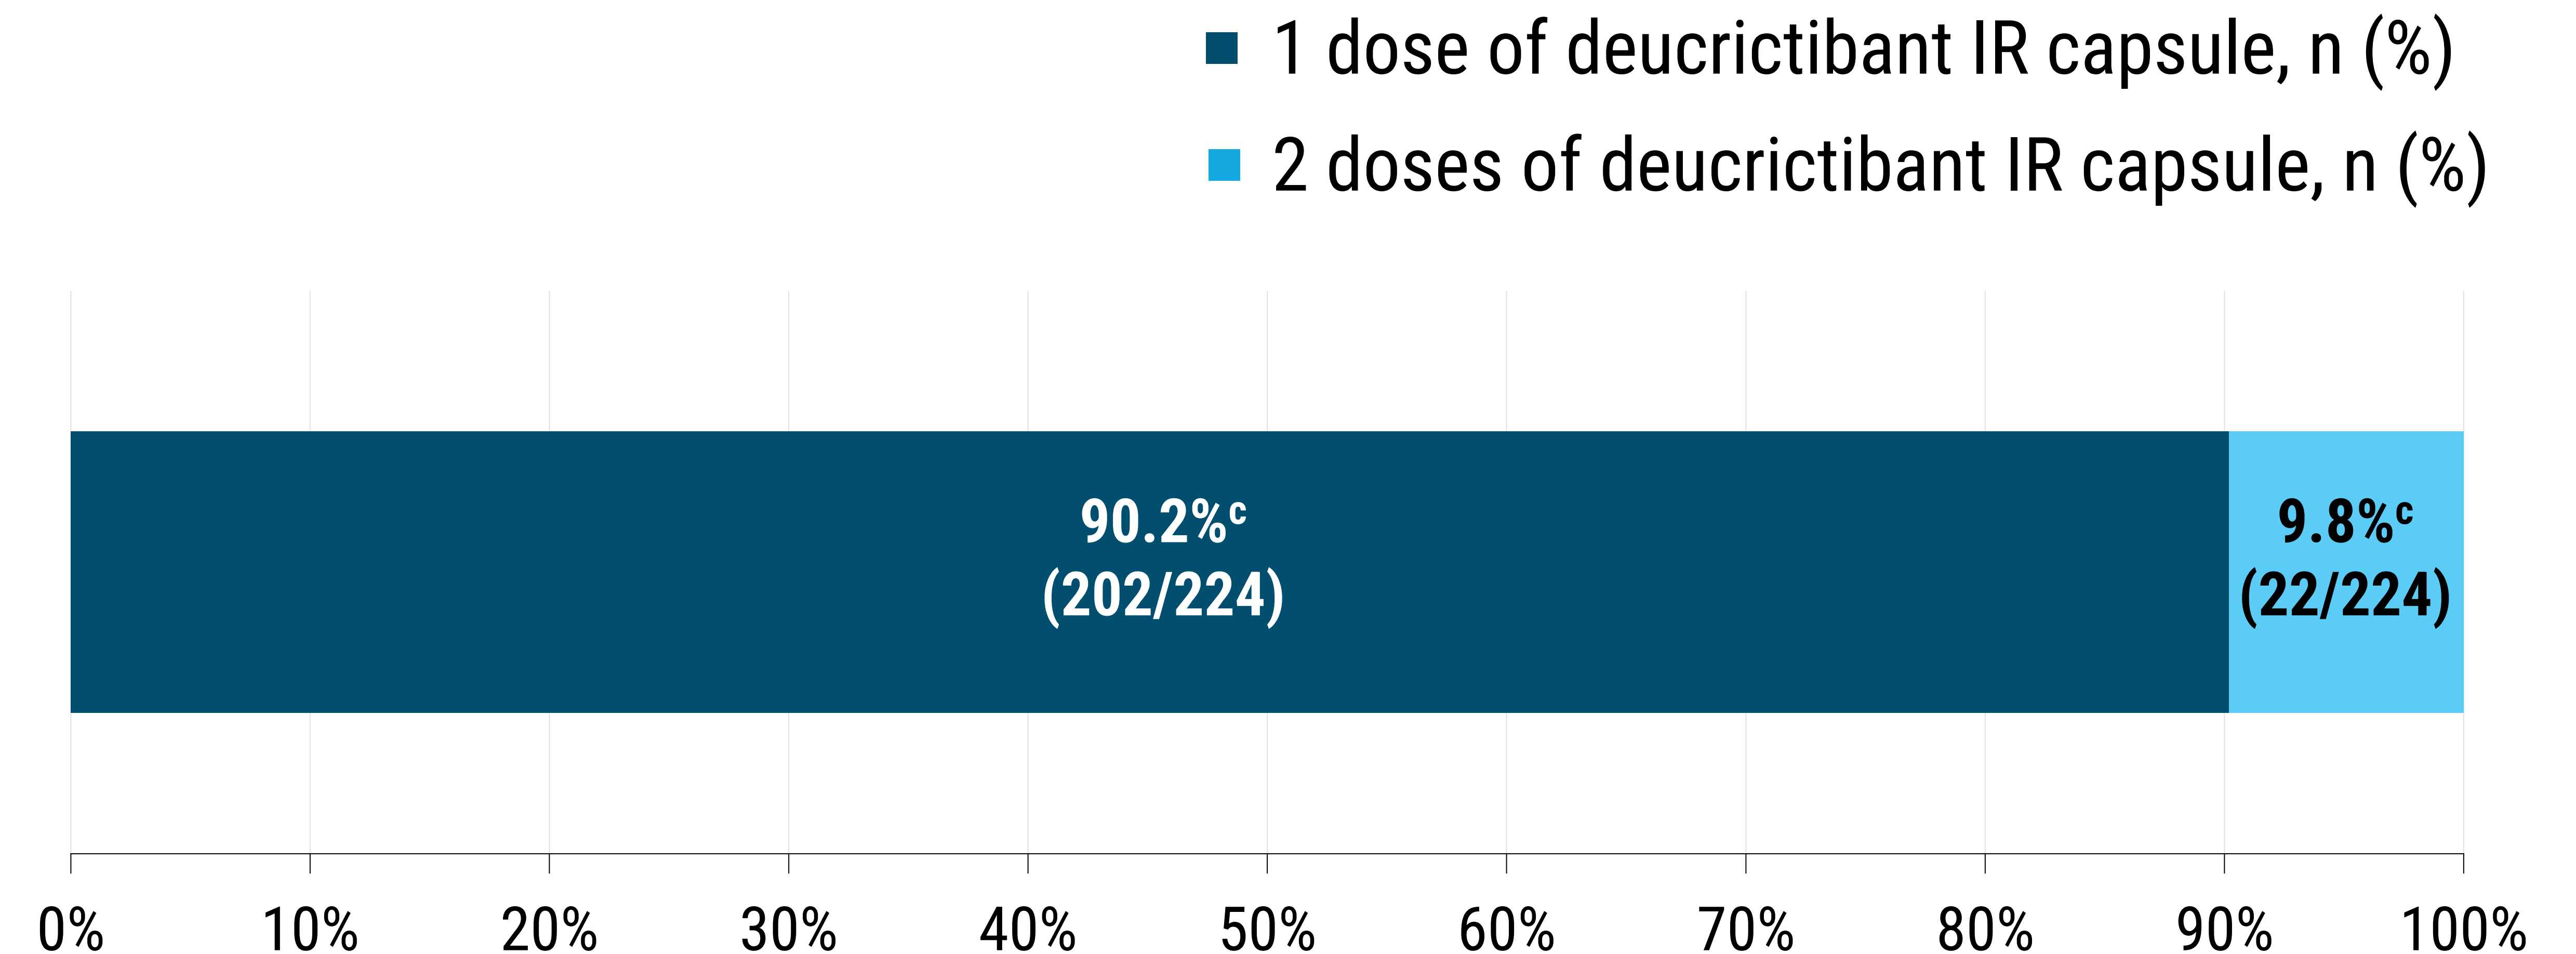 1 dose of deucrictibant IR capsule, n (%)
2 doses of deucrictibant IR capsule, n (%)
90.2%ᶜ
(202/224)
9.8%ᶜ
(22/224)
0% 10% 20% 30% 40% 50% 60% 70% 80% 90% 100%